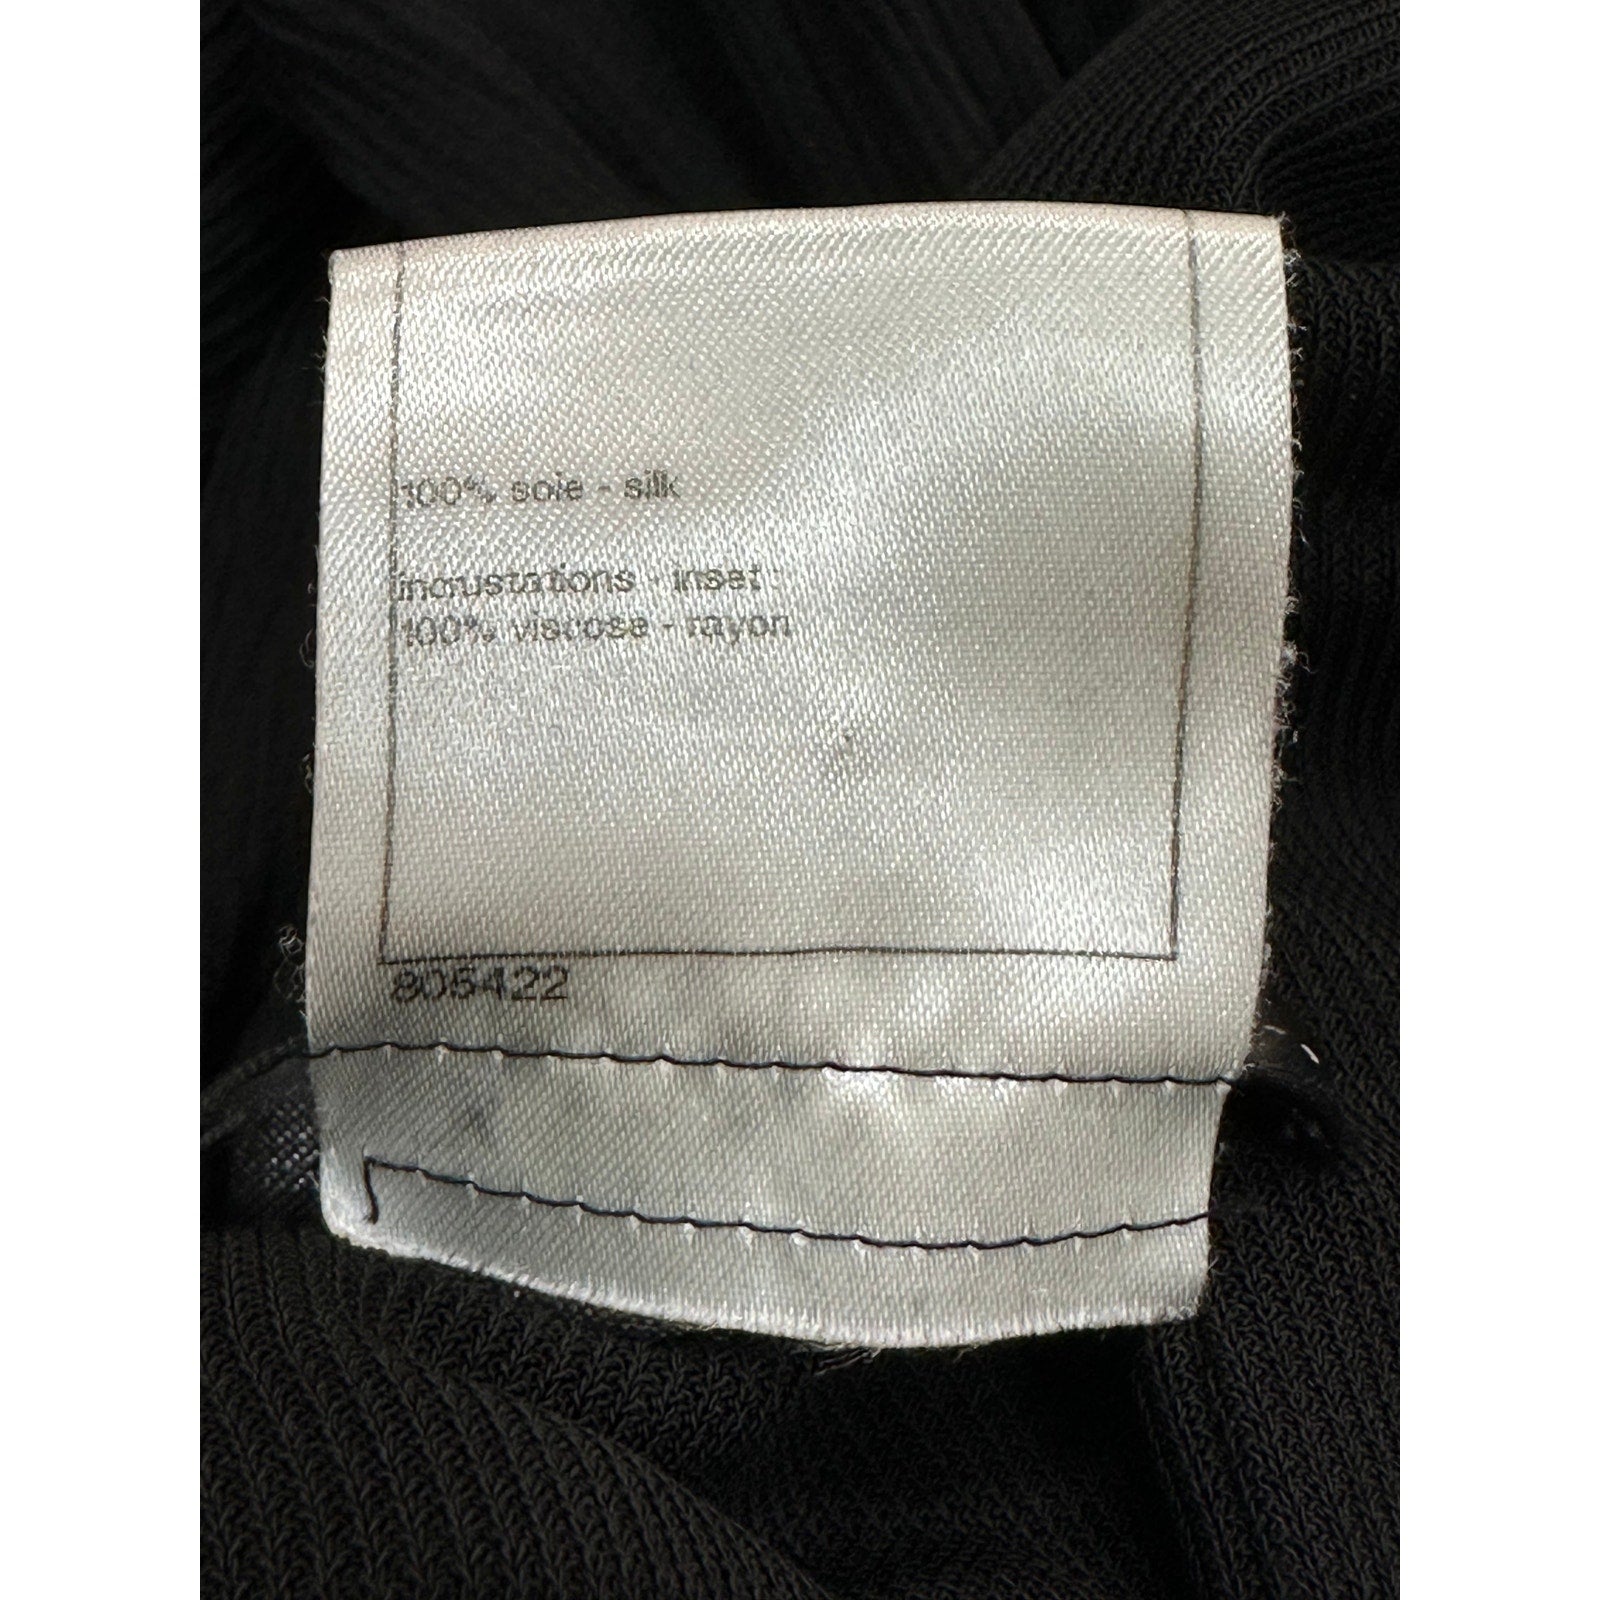 100% soie - silk
incrustations - inset:
100% viscose - rayon
805422